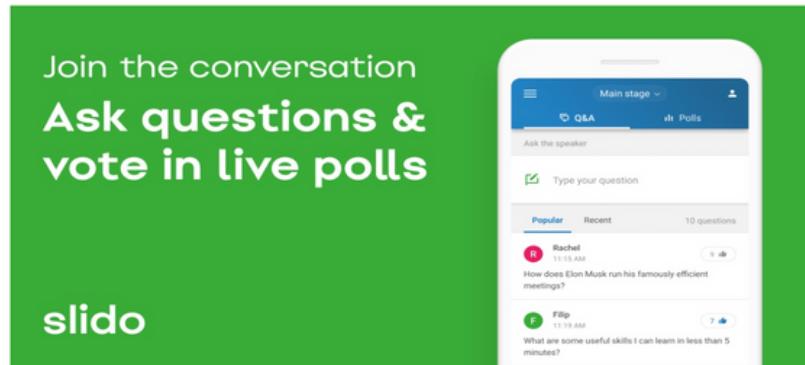 Join the conversation
Ask questions &
vote in live polls
slido
Main stage
Q&A
Polls
Ask the speaker
Type your question
Popular
Recent
10 questions
R
Rachel
11:15 AM
9
How does Elon Musk run his famously efficient
meetings?
F
Filip
11:19 AM
7
What are some useful skills I can learn in less than 5
minutes?